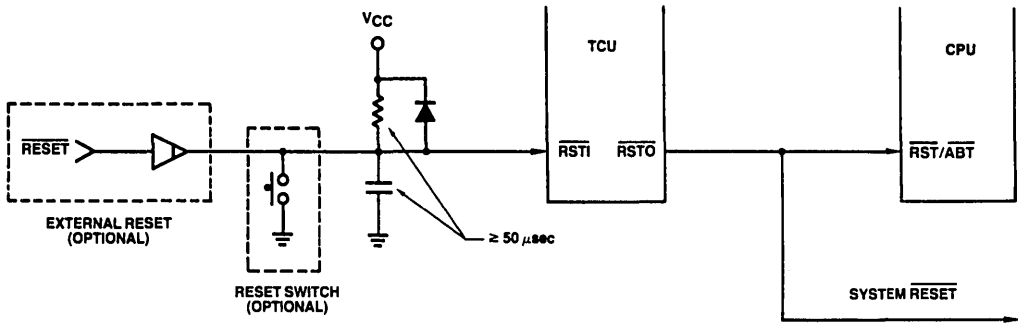 VCC
TCU
CPU
RESET
RSTI
RSTO
RST/ABT
EXTERNAL RESET
(OPTIONAL)
≥ 50 μsec
RESET SWITCH
(OPTIONAL)
SYSTEM RESET